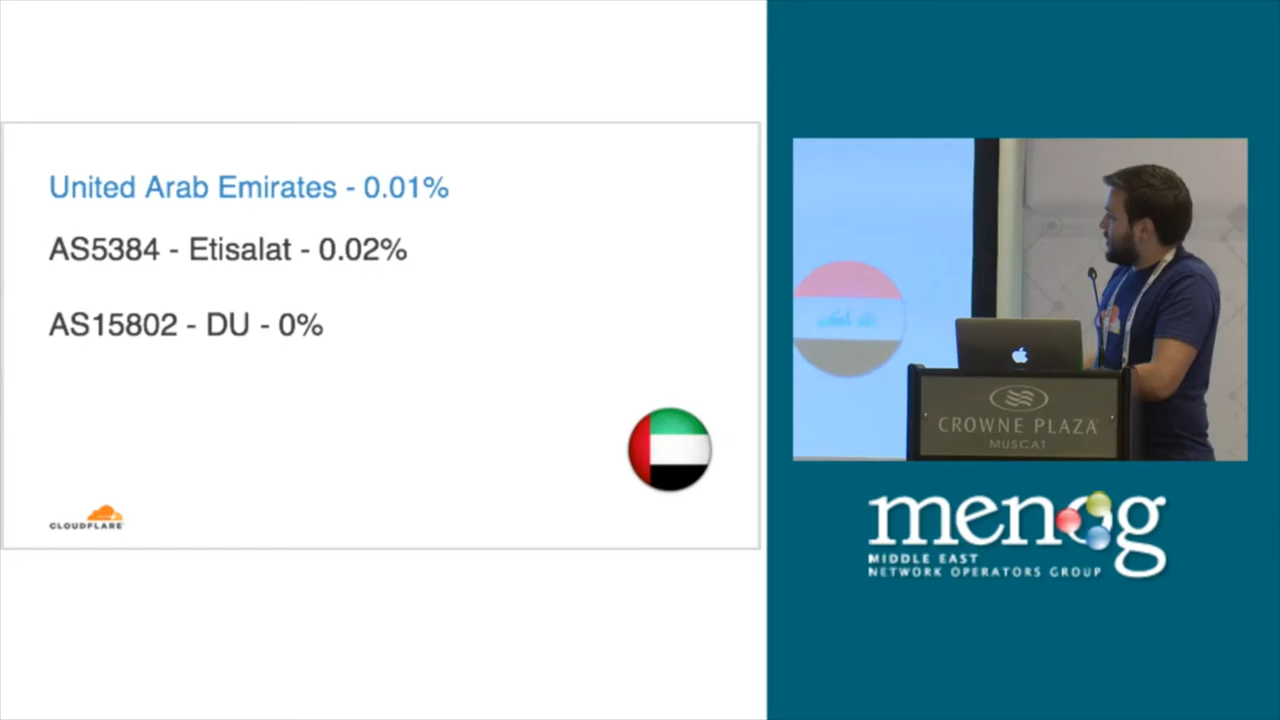 United Arab Emirates - 0.01%
AS5384 - Etisalat - 0.02%
AS15802 - DU - 0%
CLOUDFLARE
CROWNE PLAZA
MUSCAT
menog
MIDDLE EAST
NETWORK OPERATORS GROUP